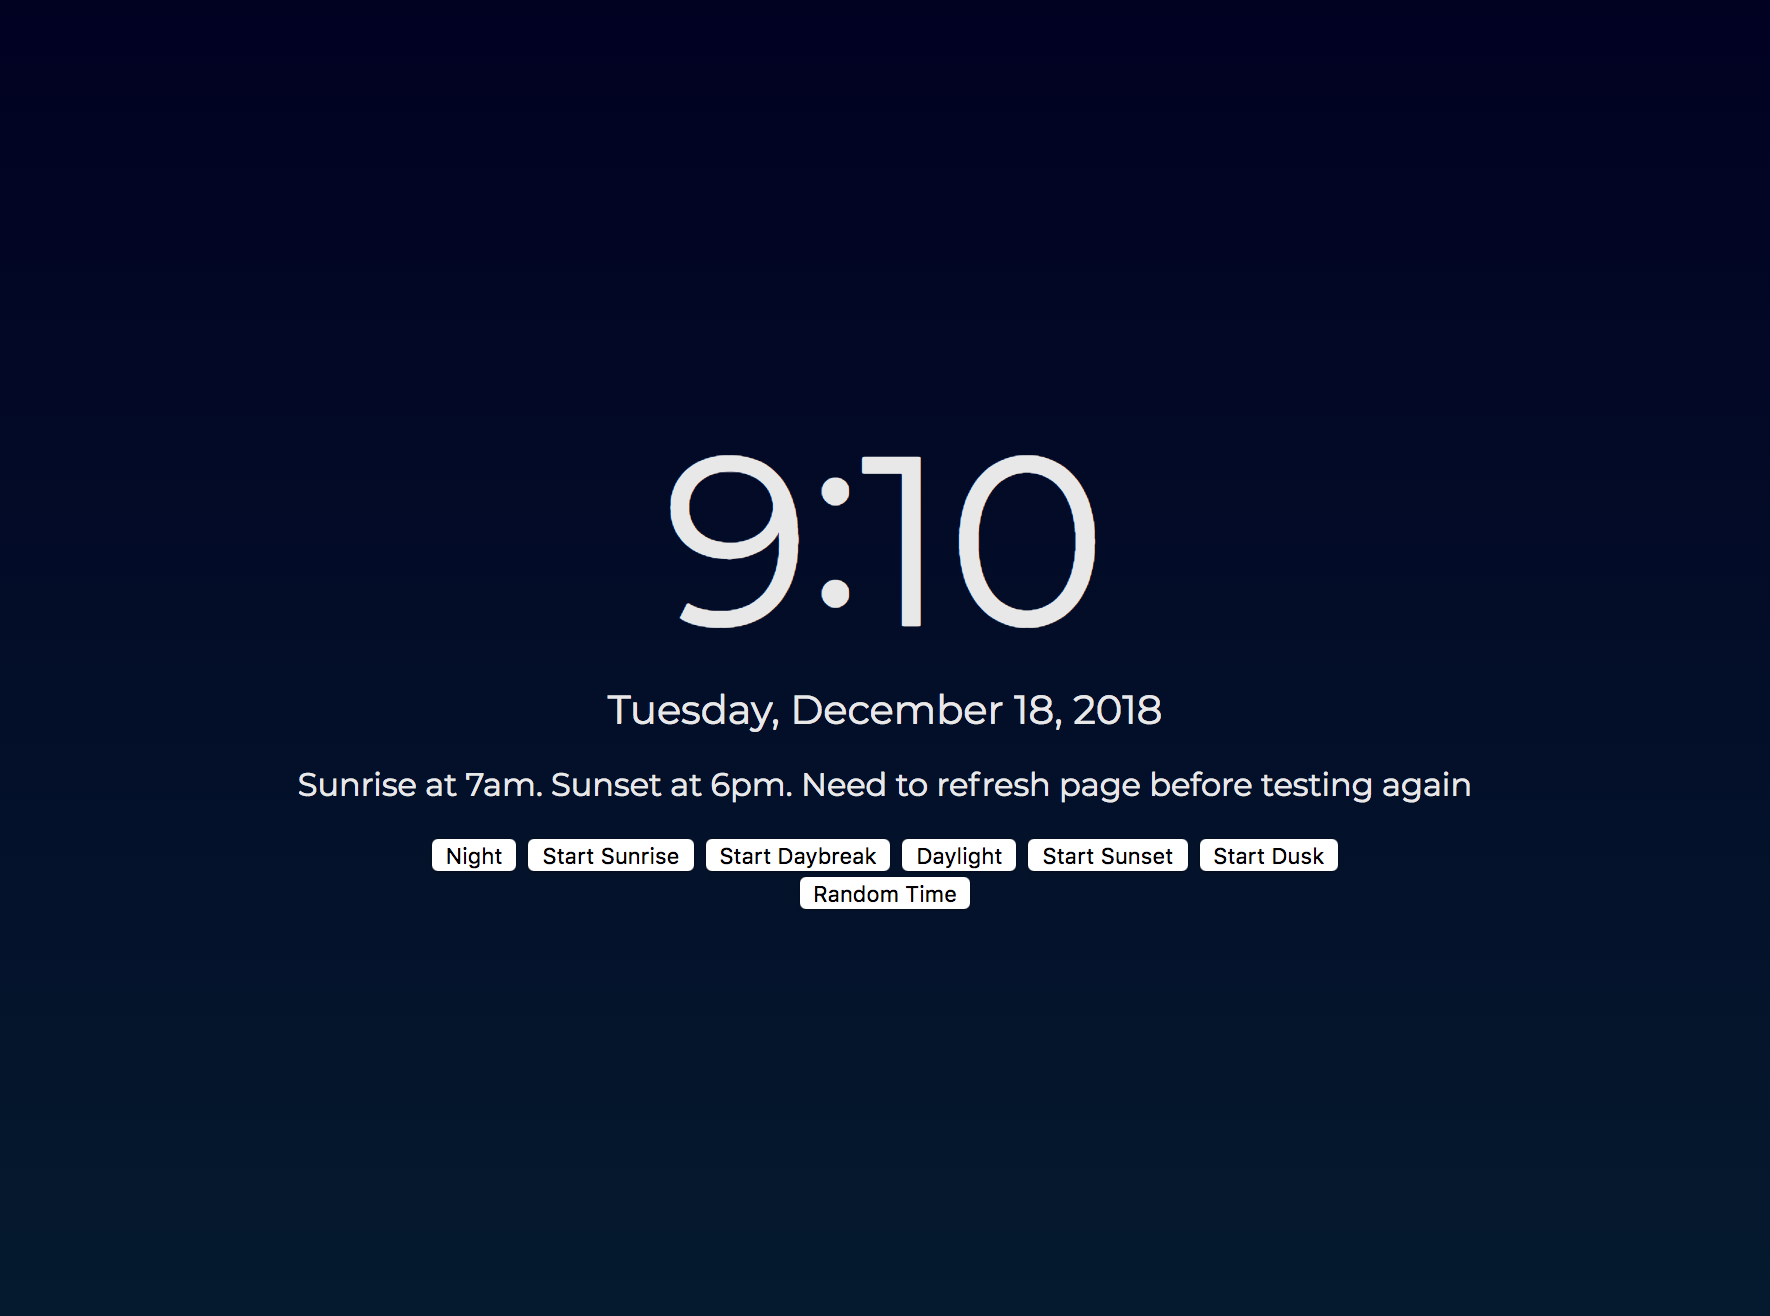 9:10
Tuesday, December 18, 2018
Sunrise at 7am. Sunset at 6pm. Need to refresh page before testing again
Night Start Sunrise Start Daybreak Daylight Start Sunset Start Dusk
Random Time